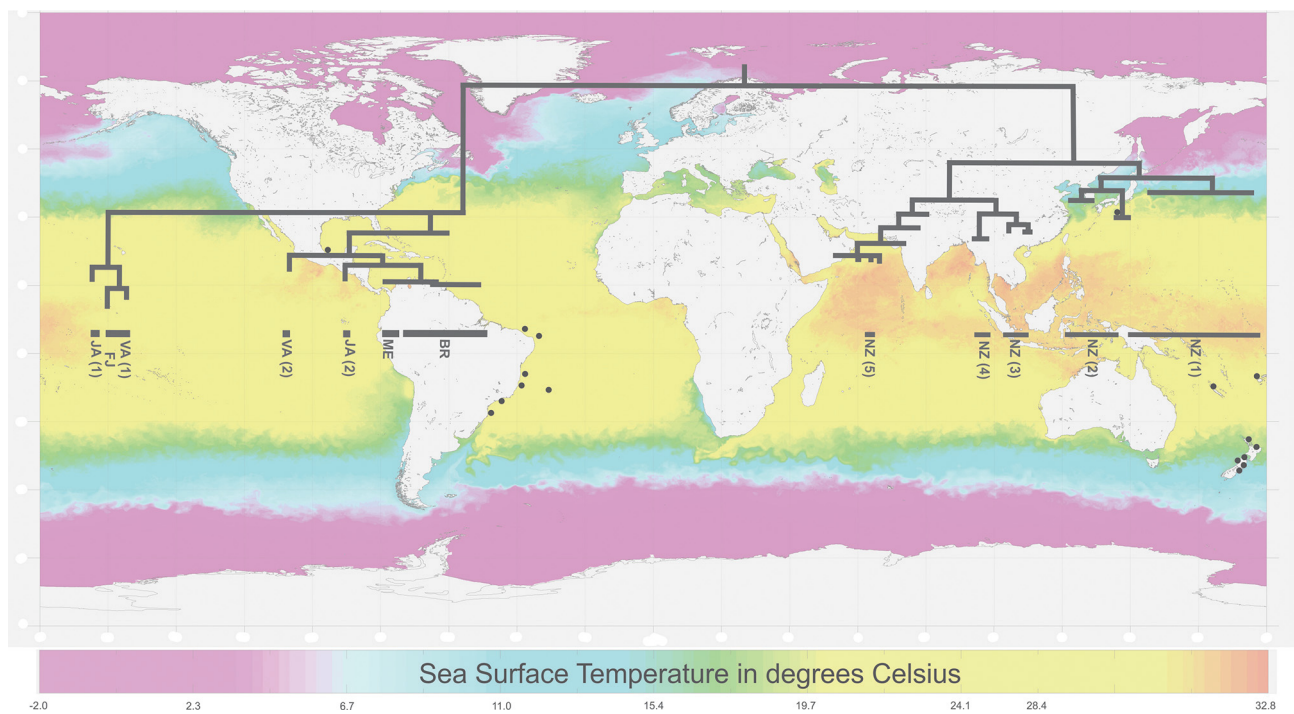 JA (1)
FJ
VA (1)
VA (2)
JA (2)
ME
BR
NZ (5)
NZ (4)
NZ (3)
NZ (2)
NZ (1)
Sea Surface Temperature in degrees Celsius
-2.0 2.3 6.7 11.0 15.4 19.7 24.1 28.4 32.8